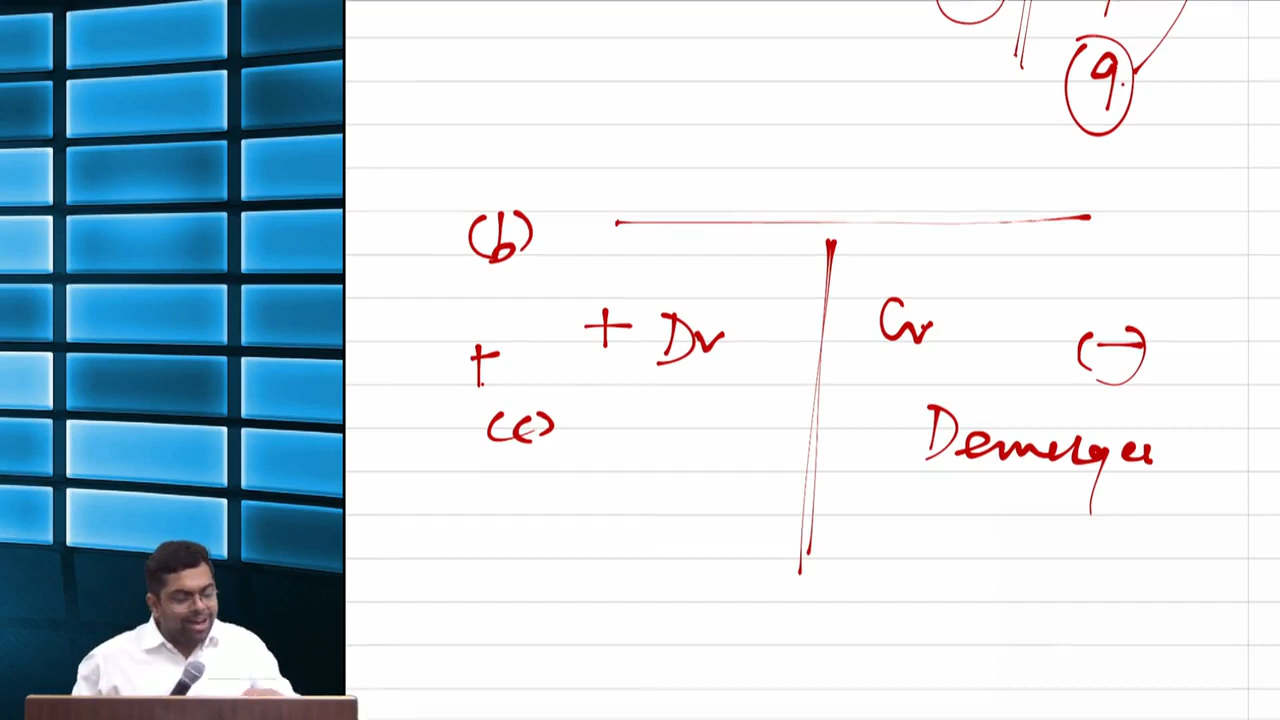 9.
(b)
+ Dr Cr (-)
+
(c)
Demerger